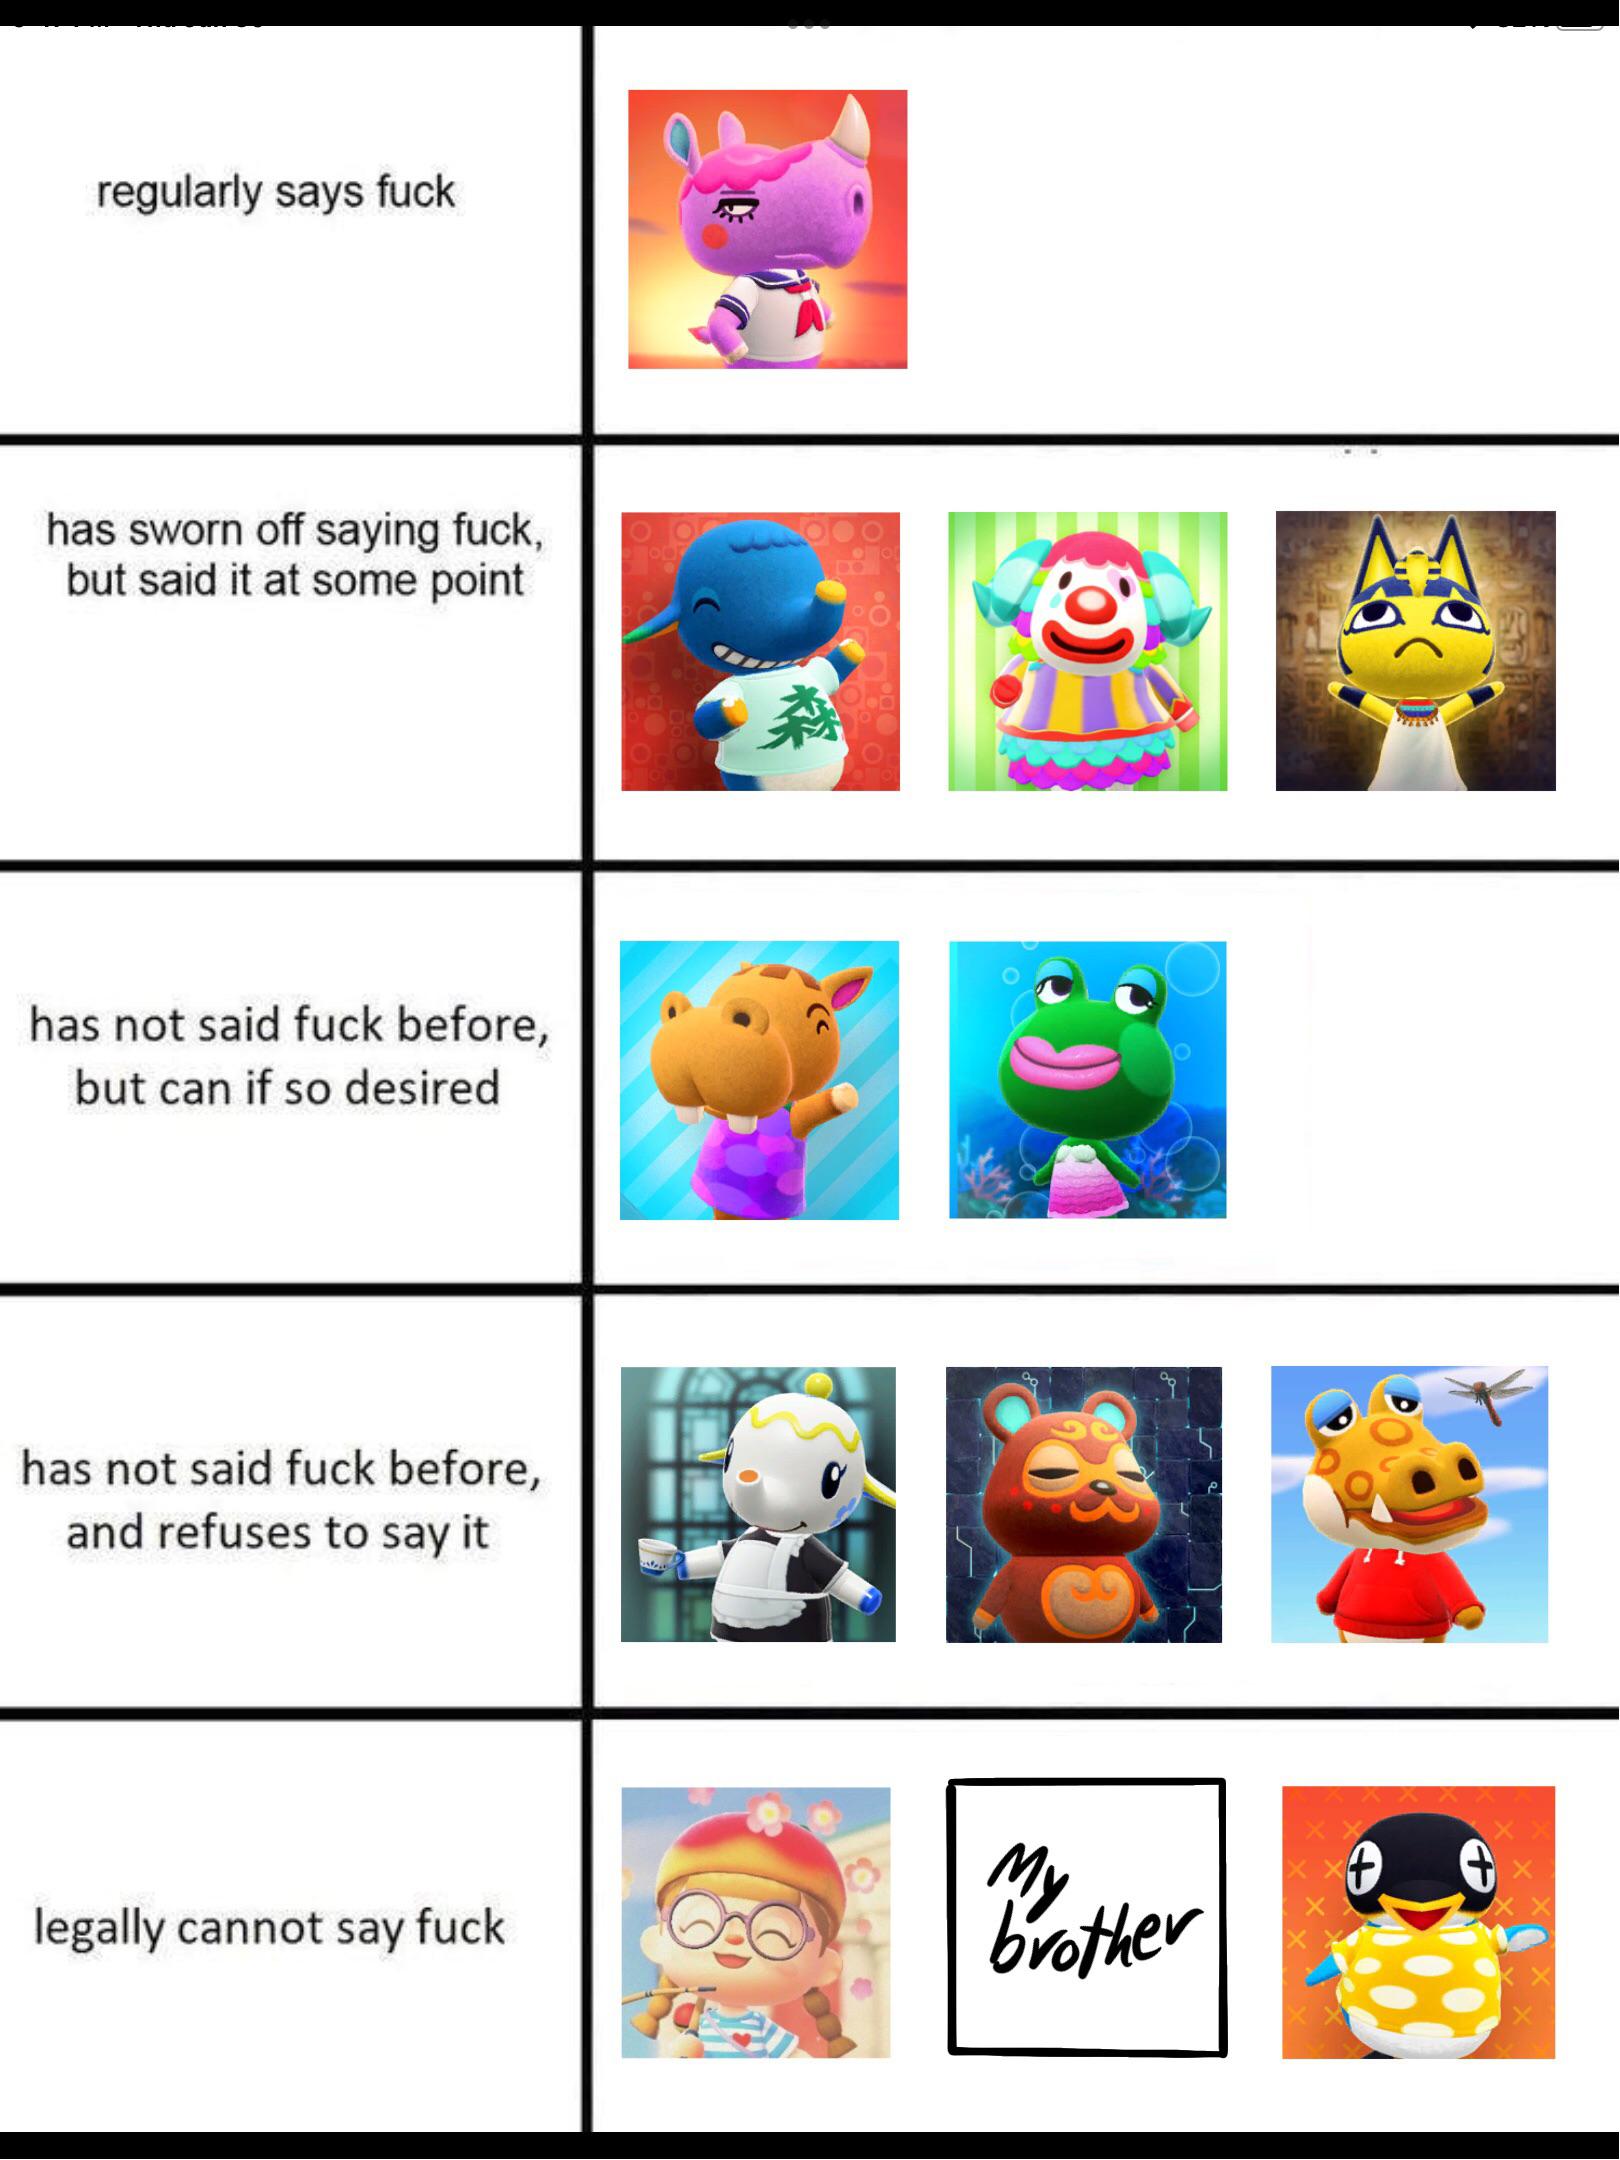 regularly says fuck
has sworn off saying fuck,
but said it at some point
森
has not said fuck before,
but can if so desired
has not said fuck before,
and refuses to say it
legally cannot say fuck
My
brother